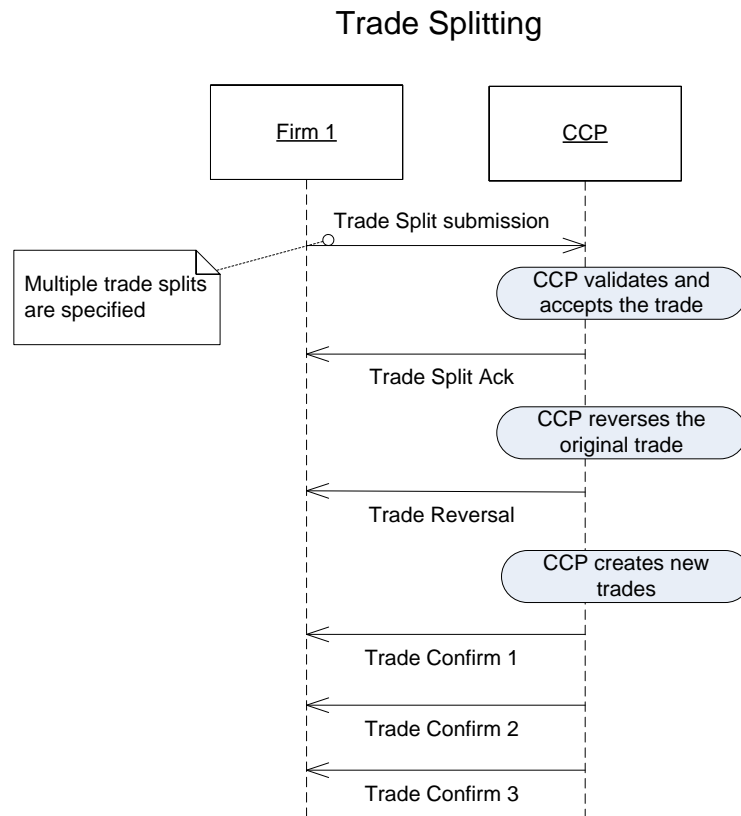 Trade Splitting
Firm 1
CCP
Trade Split submission
Multiple trade splits
are specified
CCP validates and
accepts the trade
Trade Split Ack
CCP reverses the
original trade
Trade Reversal
CCP creates new
trades
Trade Confirm 1
Trade Confirm 2
Trade Confirm 3